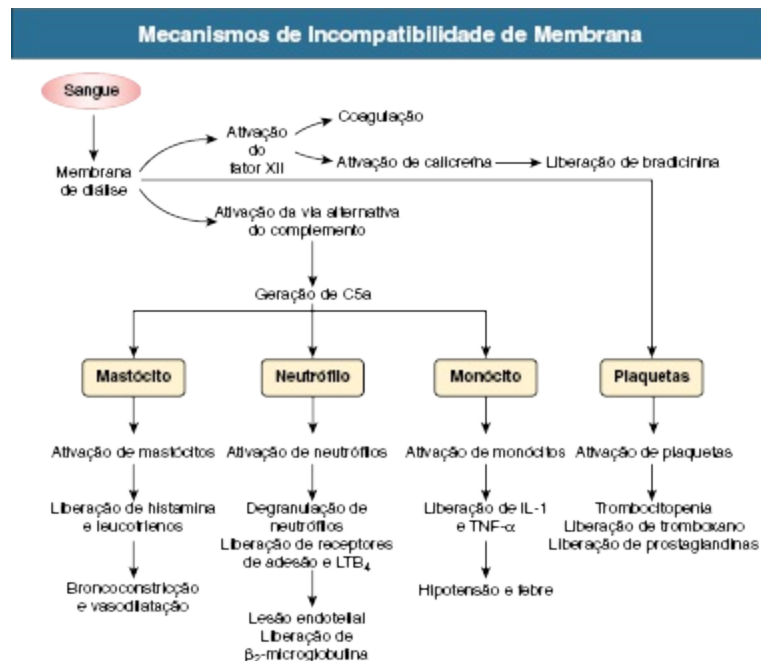 Mecanismos de Incompatibilidade de Membrana
Sangue
Coagulação
Ativação
do
fator XII
Ativação de calicreína
Liberação de bradicinina
Membrana
de diálise
Ativação da via alternativa
do complemento
Geração de C5a
Mastócito
Neutrófilo
Monócito
Plaquetas
Ativação de mastócitos
Ativação de neutrófilos
Ativação de monócitos
Ativação de plaquetas
Liberação de histamina
e leucotrienos
Degranulação de
neutrófilos
Liberação de receptores
de adesão e LTB₄
Liberação de IL-1
e TNF-α
Trombocitopenia
Liberação de tromboxano
Liberação de prostaglandinas
Broncoconstricção
e vasodilatação
Lesão endotelial
Liberação de
β₂-microglobulina
Hipotensão e febre